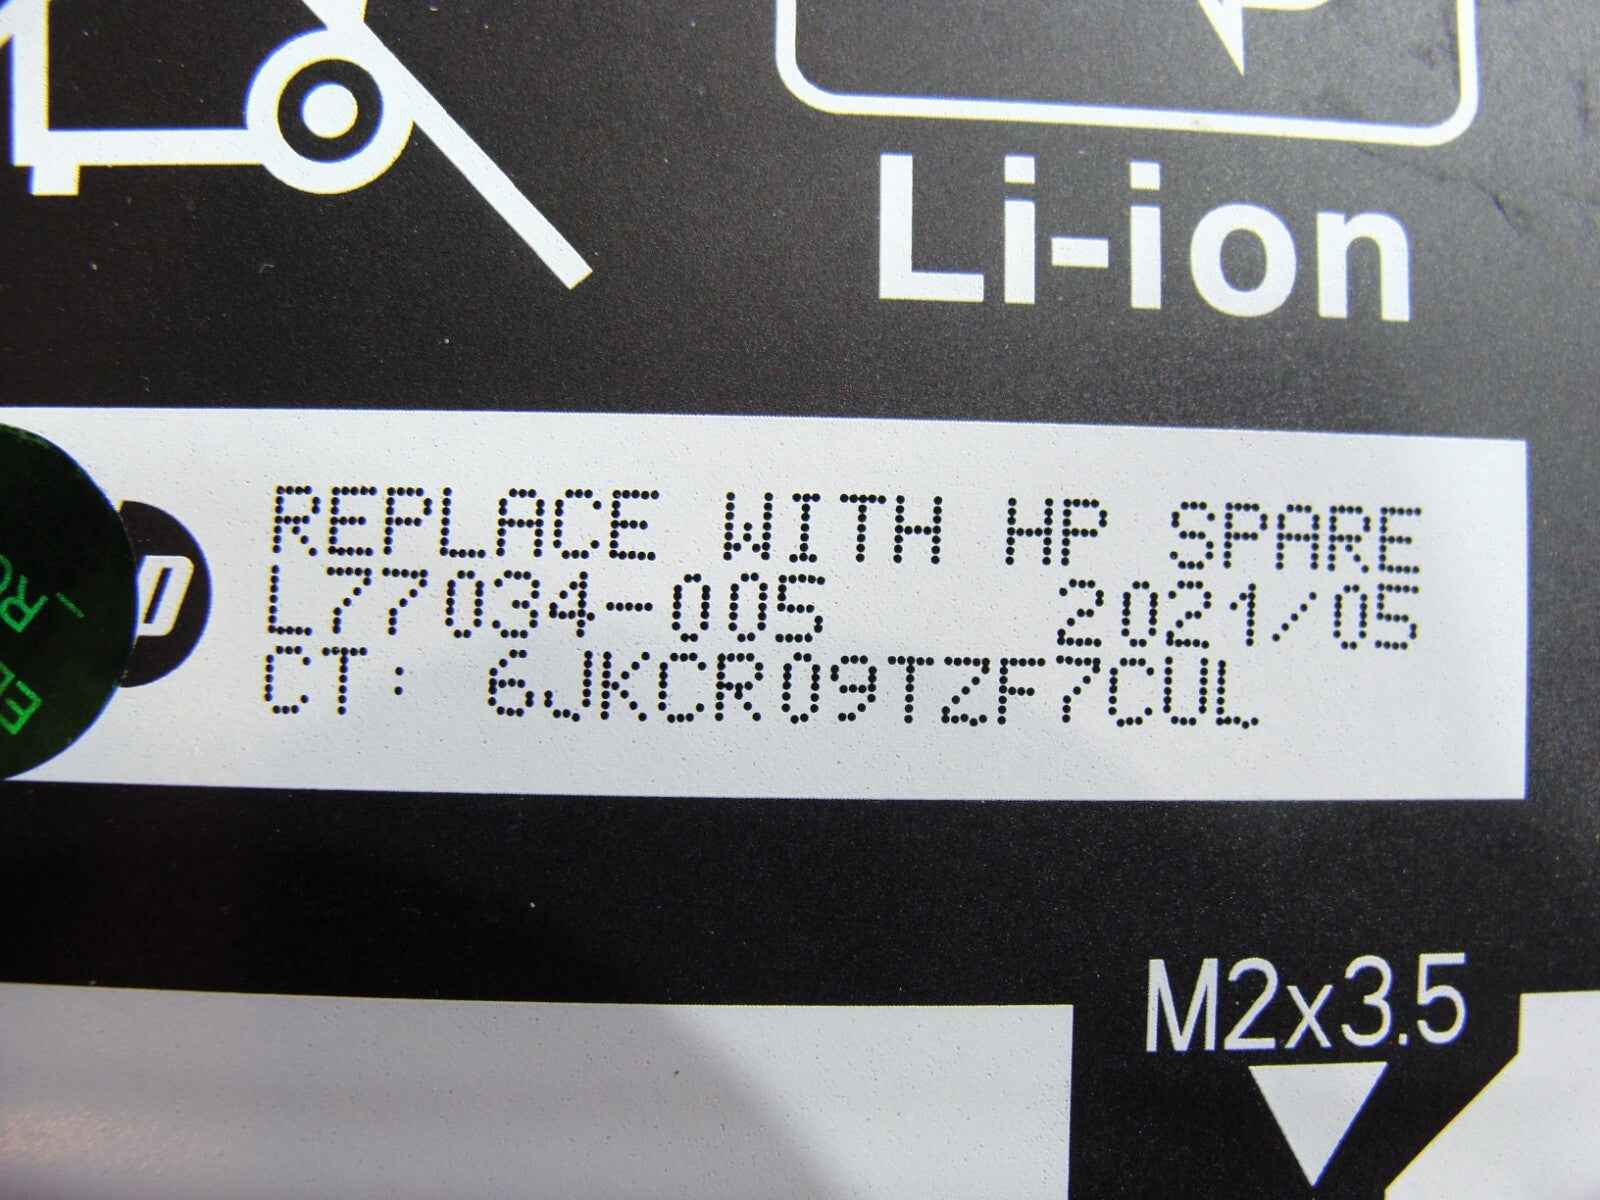 Li-ion
REPLACE WITH HP SPARE
L77034-005 2021/05
CT: 6JKCR09TZF7CUL
M2x3.5